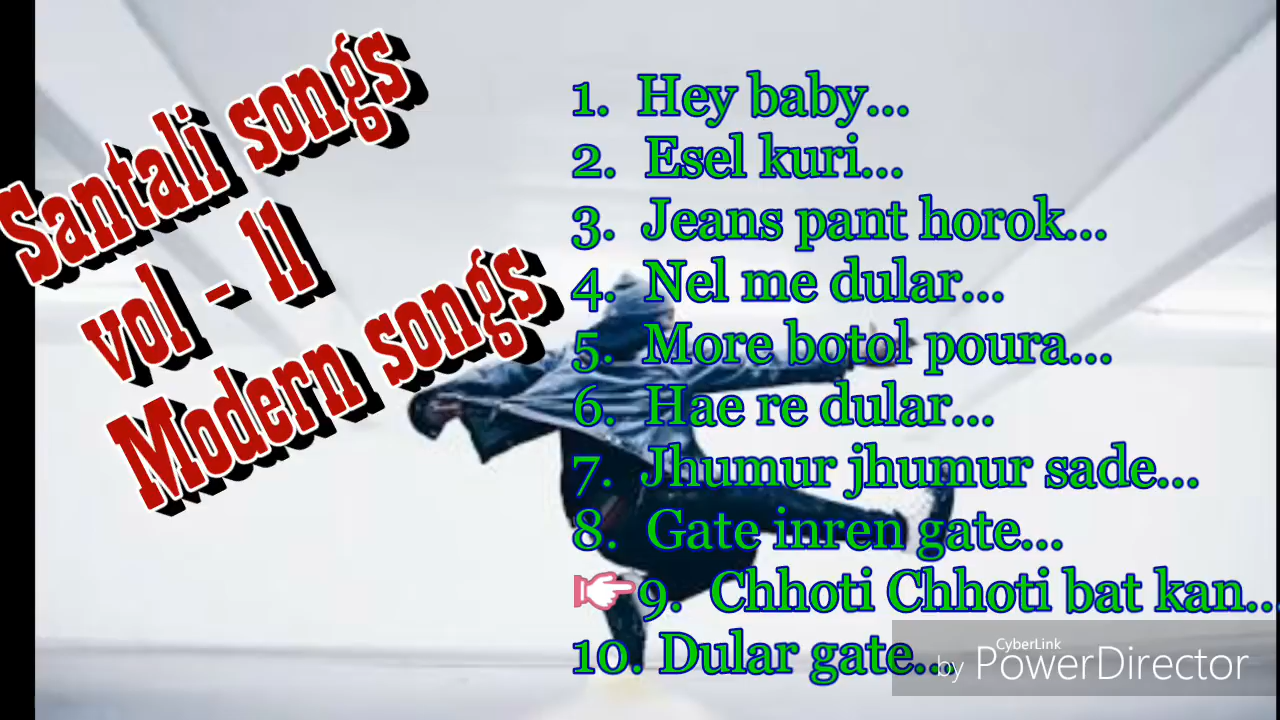 Santali songs
vol - 11
Modern songs
1. Hey baby...
2. Esel kuri...
3. Jeans pant horok...
4. Nel me dular...
5. More botol poura...
6. Hae re dular...
7. Jhumur jhumur sade...
8. Gate inren gate...
9. Chhoti Chhoti bat kan...
10. Dular gate...
CyberLink
by PowerDirector